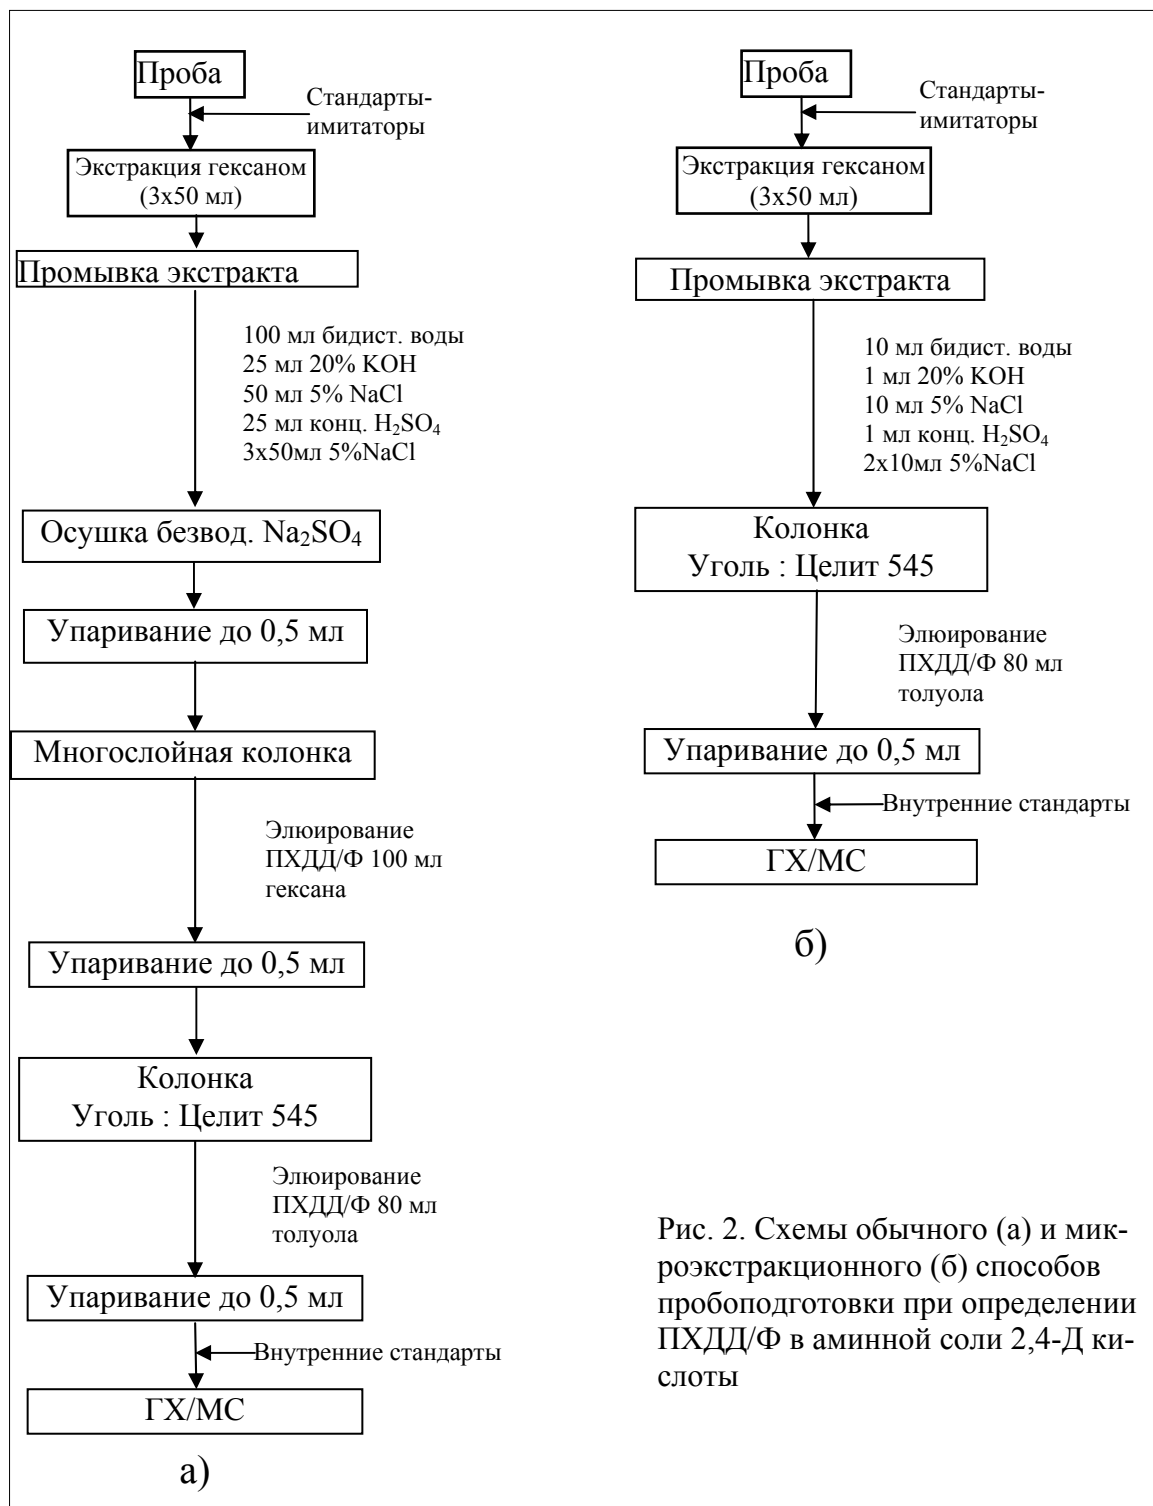 Проба
Стандарты-
имитаторы
Экстракция гексаном
(3х50 мл)
Промывка экстракта
100 мл бидист. воды
25 мл 20% KOH
50 мл 5% NaCl
25 мл конц. H₂SO₄
3х50мл 5%NaCl
Осушка безвод. Na₂SO₄
Упаривание до 0,5 мл
Многослойная колонка
Элюирование
ПХДД/Ф 100 мл
гексана
Упаривание до 0,5 мл
Колонка
Уголь : Целит 545
Элюирование
ПХДД/Ф 80 мл
толуола
Упаривание до 0,5 мл
Внутренние стандарты
ГХ/МС
а)
Проба
Стандарты-
имитаторы
Экстракция гексаном
(3х50 мл)
Промывка экстракта
10 мл бидист. воды
1 мл 20% KOH
10 мл 5% NaCl
1 мл конц. H₂SO₄
2х10мл 5%NaCl
Колонка
Уголь : Целит 545
Элюирование
ПХДД/Ф 80 мл
толуола
Упаривание до 0,5 мл
Внутренние стандарты
ГХ/МС
б)
Рис. 2. Схемы обычного (а) и мик-
роэкстракционного (б) способов
пробоподготовки при определении
ПХДД/Ф в аминной соли 2,4-Д ки-
слоты